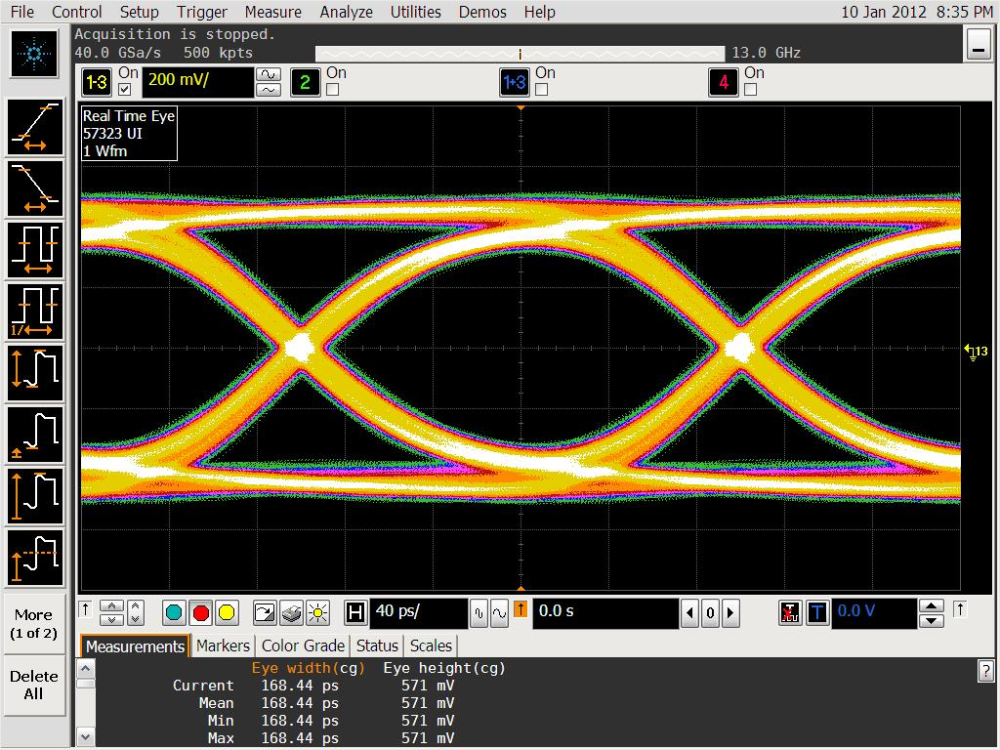 File Control Setup Trigger Measure Analyze Utilities Demos Help 10 Jan 2012 8:35 PM
Acquisition is stopped.
40.0 GSa/s 500 kpts 13.0 GHz
1-3 On 200 mV/ 2 On 1+3 On 4 On
Real Time Eye
57323 UI
1 Wfm
1/
13
H 40 ps/ 0.0 s 0 T 0.0 V
More
(1 of 2)
Delete
All
Measurements Markers Color Grade Status Scales
Eye width(cg) Eye height(cg) ?
Current 168.44 ps 571 mV
Mean 168.44 ps 571 mV
Min 168.44 ps 571 mV
Max 168.44 ps 571 mV